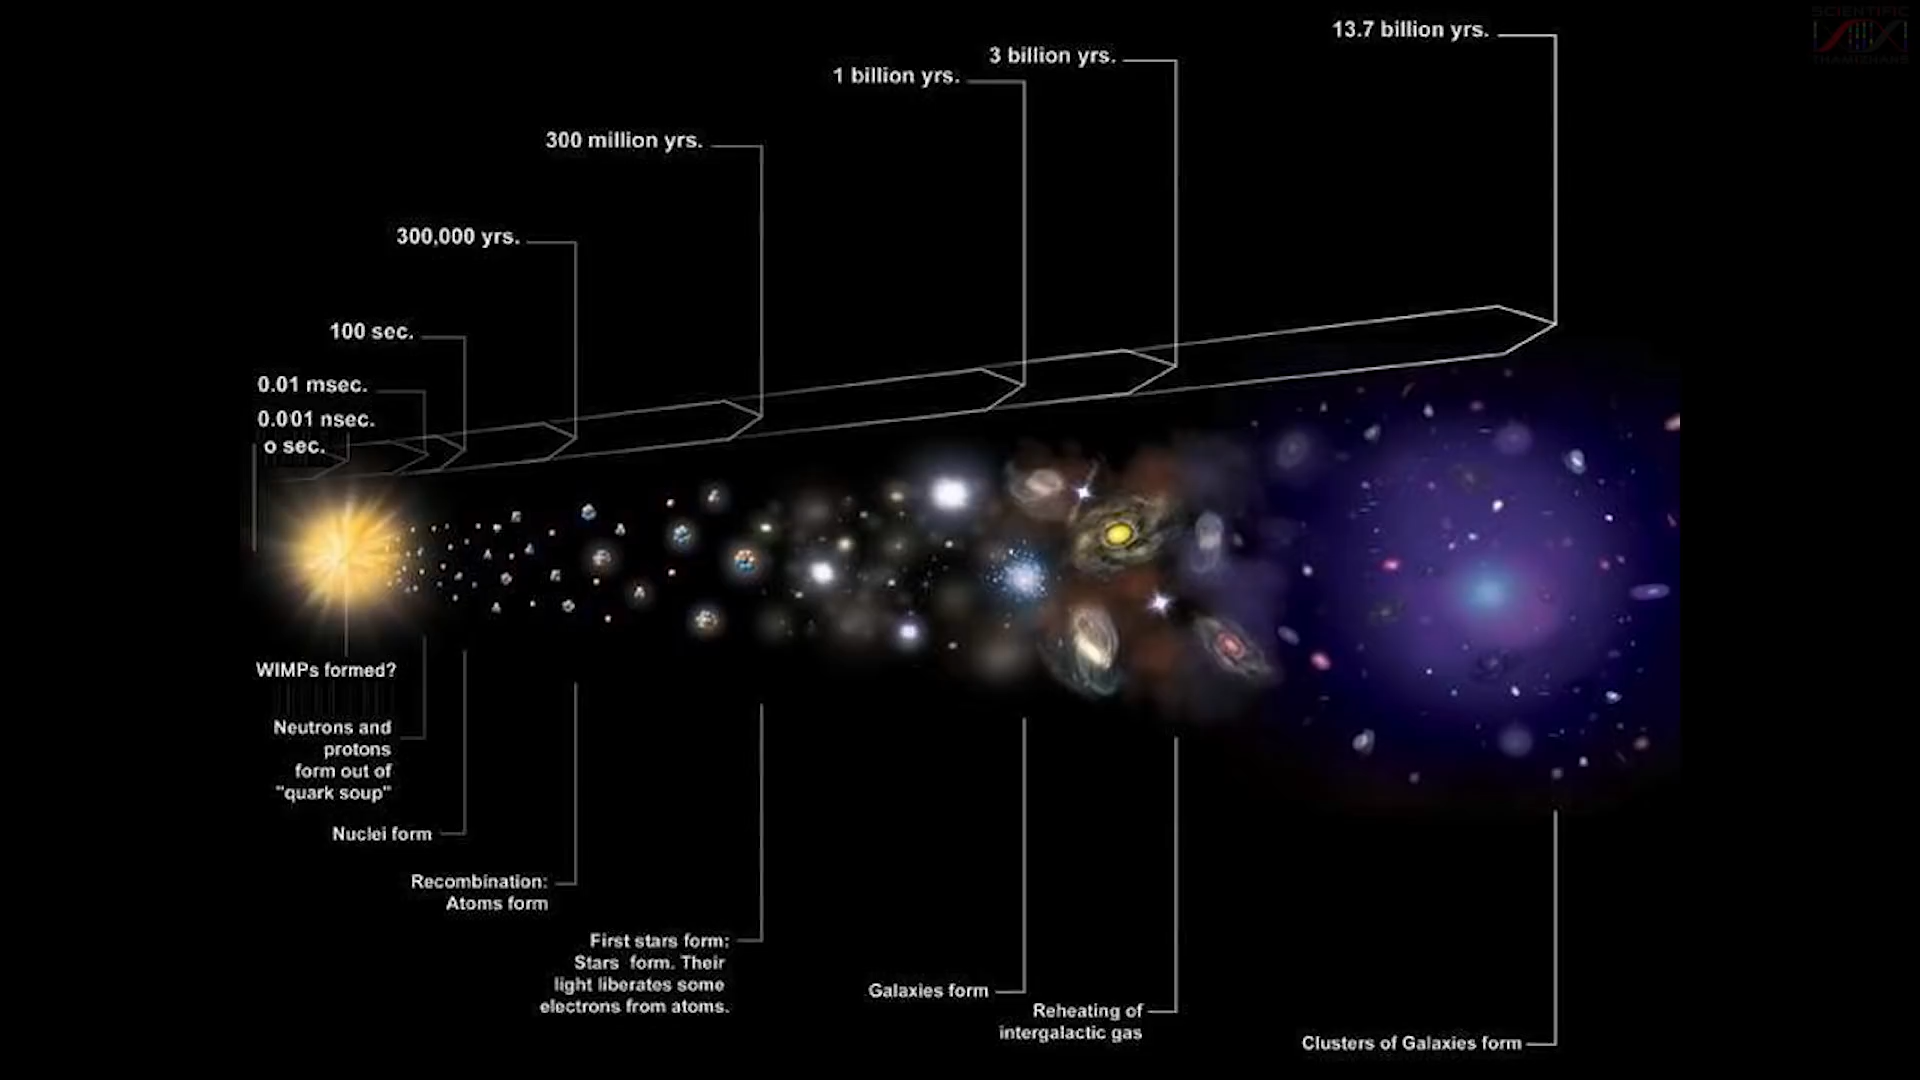 13.7 billion yrs.
3 billion yrs.
1 billion yrs.
300 million yrs.
300,000 yrs.
100 sec.
0.01 msec.
0.001 nsec.
o sec.
WIMPs formed?
Neutrons and
protons
form out of
"quark soup"
Nuclei form
Recombination:
Atoms form
First stars form:
Stars form. Their
light liberates some
electrons from atoms.
Galaxies form
Reheating of
intergalactic gas
Clusters of Galaxies form
SCIENTIFIC
THAMIZHANS